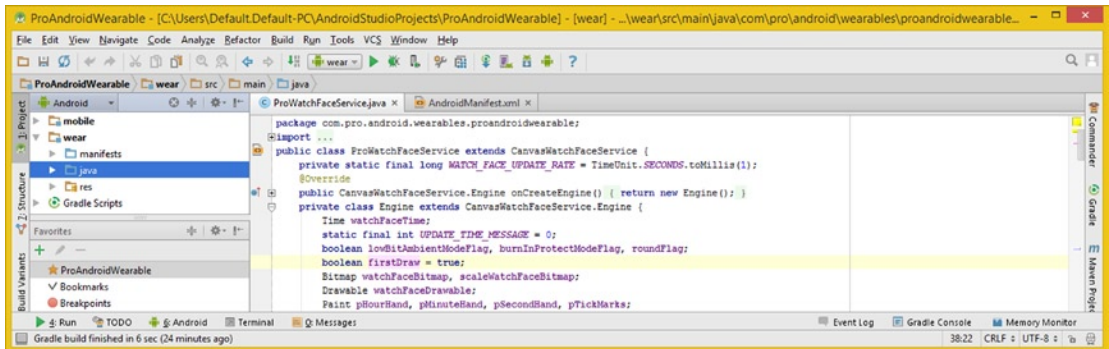 ProAndroidWearable - [C:\Users\Default.Default-PC\AndroidStudioProjects\ProAndroidWearable] - [wear] - ...\wear\src\main\java\com\pro\android\wearables\proandroidwearable...
File Edit View Navigate Code Analyze Refactor Build Run Tools VCS Window Help
wear
ProAndroidWearable wear src main java
1: Project
Android
ProWatchFaceService.java × AndroidManifest.xml ×
mobile
wear
manifests
java
res
Gradle Scripts
7: Structure
Favorites
ProAndroidWearable
Bookmarks
Breakpoints
Build Variants
package com.pro.android.wearables.proandroidwearable;
import ...
public class ProWatchFaceService extends CanvasWatchFaceService {
private static final long WATCH_FACE_UPDATE_RATE = TimeUnit.SECONDS.toMillis(1);
@Override
public CanvasWatchFaceService.Engine onCreateEngine() { return new Engine(); }
private class Engine extends CanvasWatchFaceService.Engine {
Time watchFaceTime;
static final int UPDATE_TIME_MESSAGE = 0;
boolean lowBitAmbientModeFlag, burnInProtectModeFlag, roundFlag;
boolean firstDraw = true;
Bitmap watchFaceBitmap, scaleWatchFaceBitmap;
Drawable watchFaceDrawable;
Paint pHourHand, pMinuteHand, pSecondHand, pTickMarks;
Commander
Gradle
m Maven Projec
4: Run TODO 6: Android Terminal 0: Messages Event Log Gradle Console Memory Monitor
Gradle build finished in 6 sec (24 minutes ago) 38:22 CRLF UTF-8